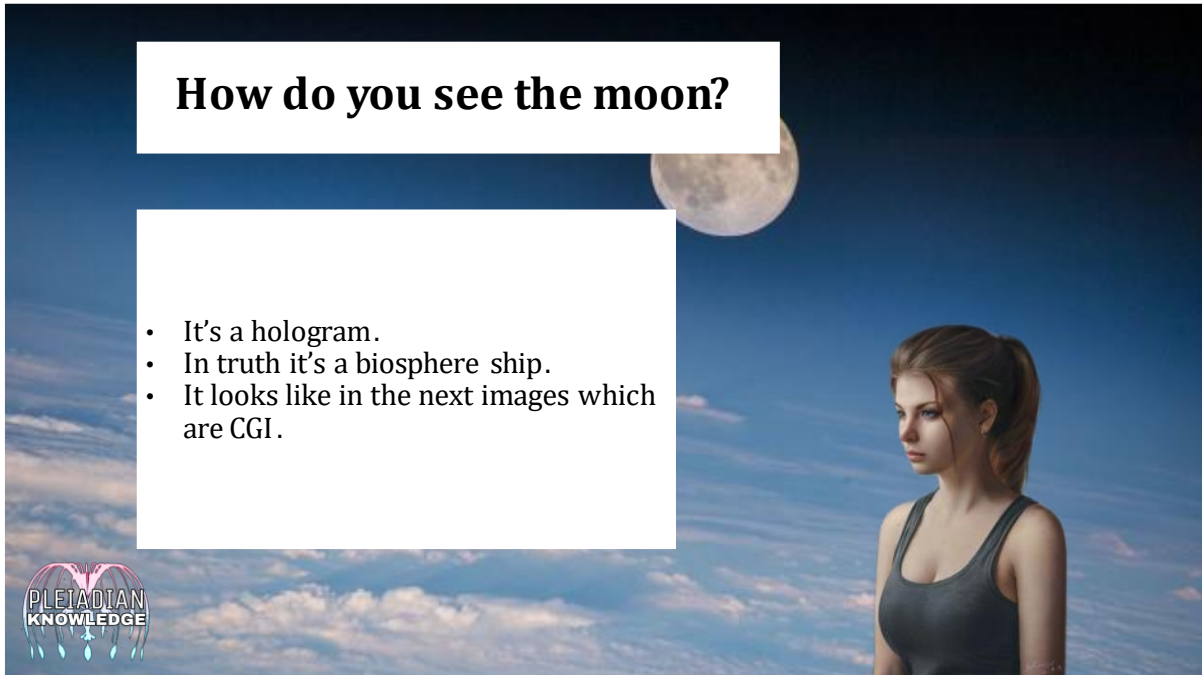 How do you see the moon?
• It's a hologram.
• In truth it's a biosphere ship.
• It looks like in the next images which
are CGI.
PLEIADIAN
KNOWLEDGE